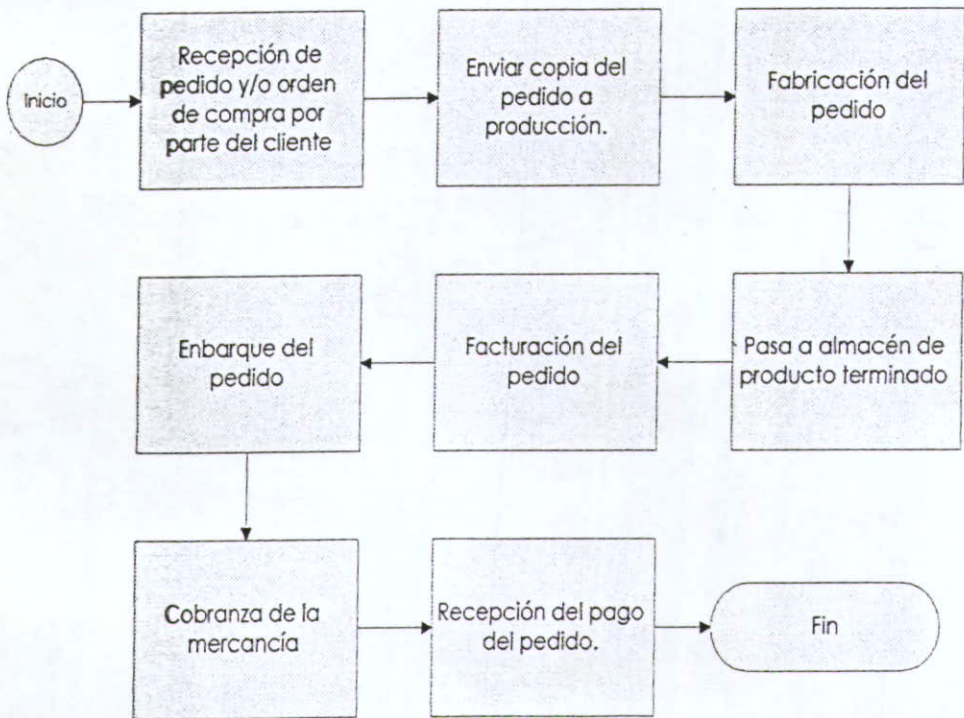 Inicio
Recepción de
pedido y/o orden
de compra por
parte del cliente
Enviar copia del
pedido a
producción.
Fabricación del
pedido
Pasa a almacén de
producto terminado
Facturación del
pedido
Enbarque del
pedido
Cobranza de la
mercancía
Recepción del pago
del pedido.
Fin